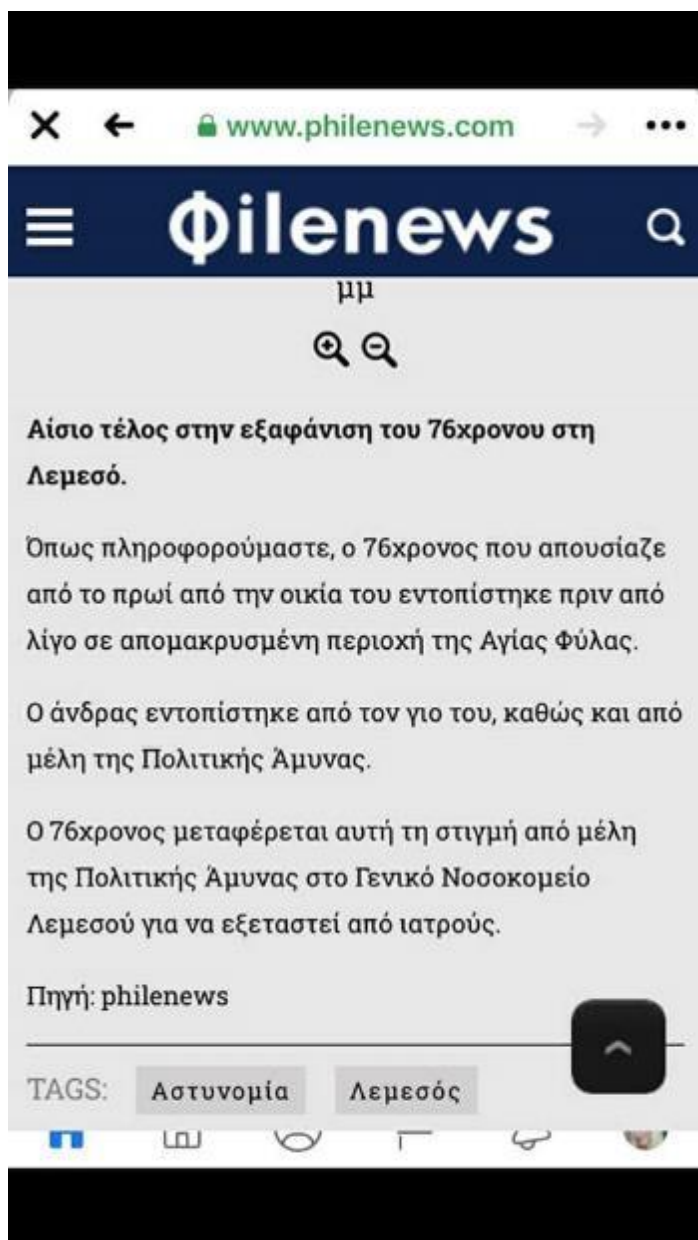 www.philenews.com
Φilenews
μμ
Αίσιο τέλος στην εξαφάνιση του 76χρονου στη
Λεμεσό.
Όπως πληροφορούμαστε, ο 76χρονος που απουσίαζε
από το πρωί από την οικία του εντοπίστηκε πριν από
λίγο σε απομακρυσμένη περιοχή της Αγίας Φύλας.
Ο άνδρας εντοπίστηκε από τον γιο του, καθώς και από
μέλη της Πολιτικής Άμυνας.
Ο 76χρονος μεταφέρεται αυτή τη στιγμή από μέλη
της Πολιτικής Άμυνας στο Γενικό Νοσοκομείο
Λεμεσού για να εξεταστεί από ιατρούς.
Πηγή: philenews
TAGS: Αστυνομία Λεμεσός